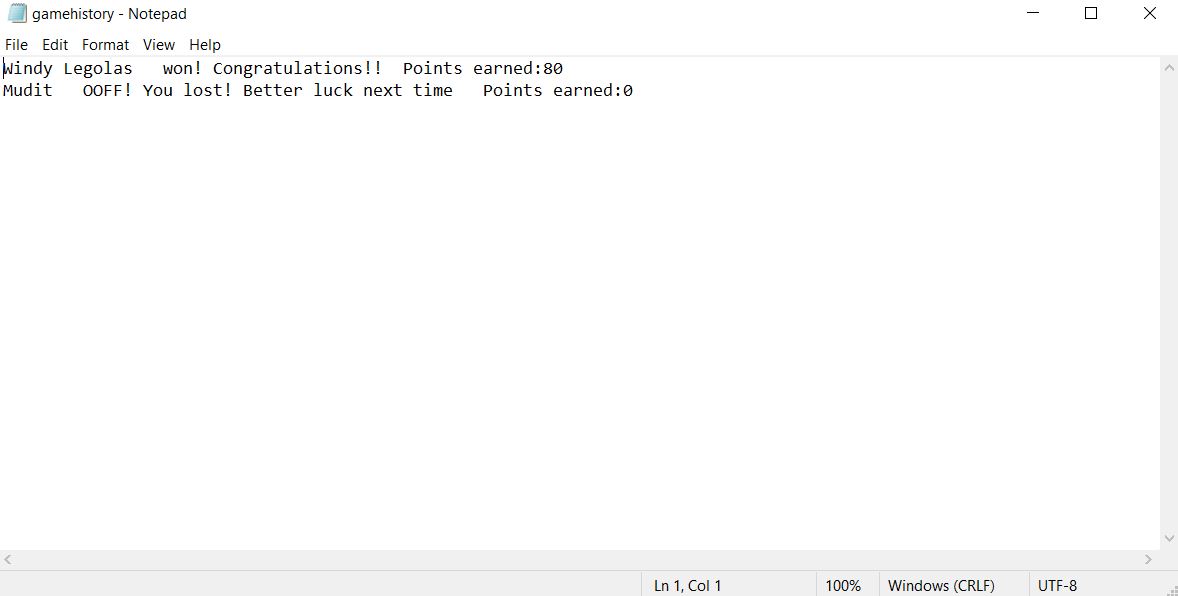 gamehistory - Notepad
File Edit Format View Help
Windy Legolas   won! Congratulations!!  Points earned:80
Mudit   OOFF! You lost! Better luck next time   Points earned:0
Ln 1, Col 1 100% Windows (CRLF) UTF-8